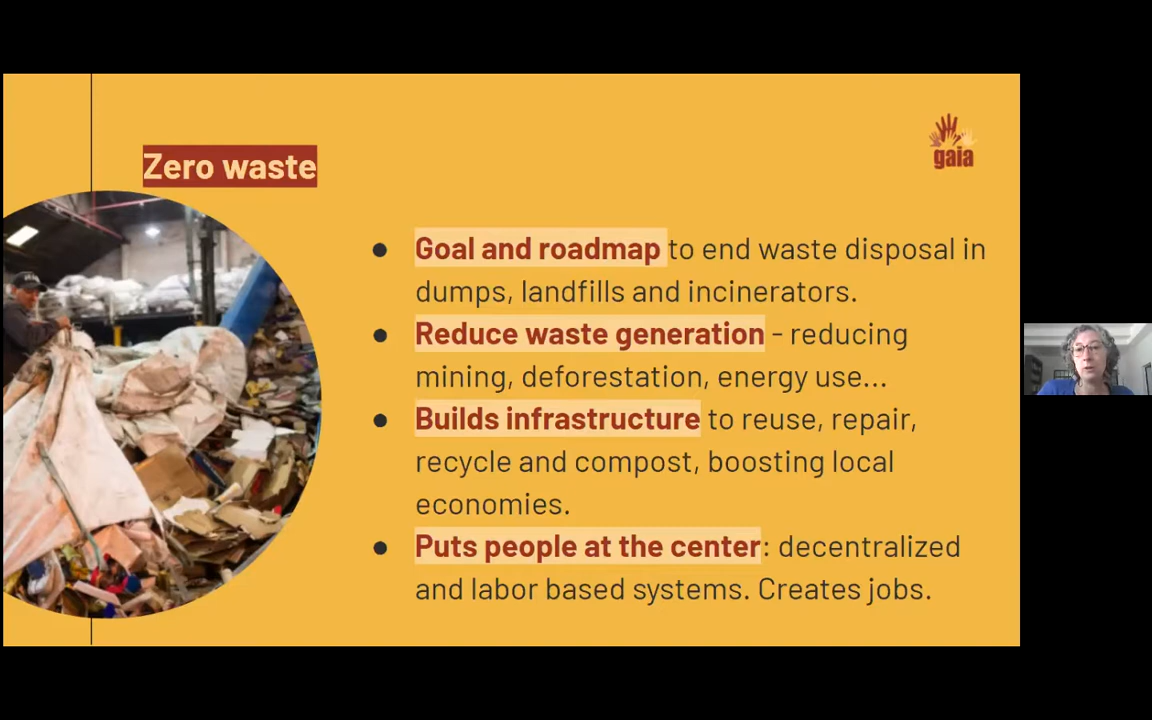 Zero waste
gaia
● Goal and roadmap to end waste disposal in
dumps, landfills and incinerators.
● Reduce waste generation - reducing
mining, deforestation, energy use...
● Builds infrastructure to reuse, repair,
recycle and compost, boosting local
economies.
● Puts people at the center: decentralized
and labor based systems. Creates jobs.